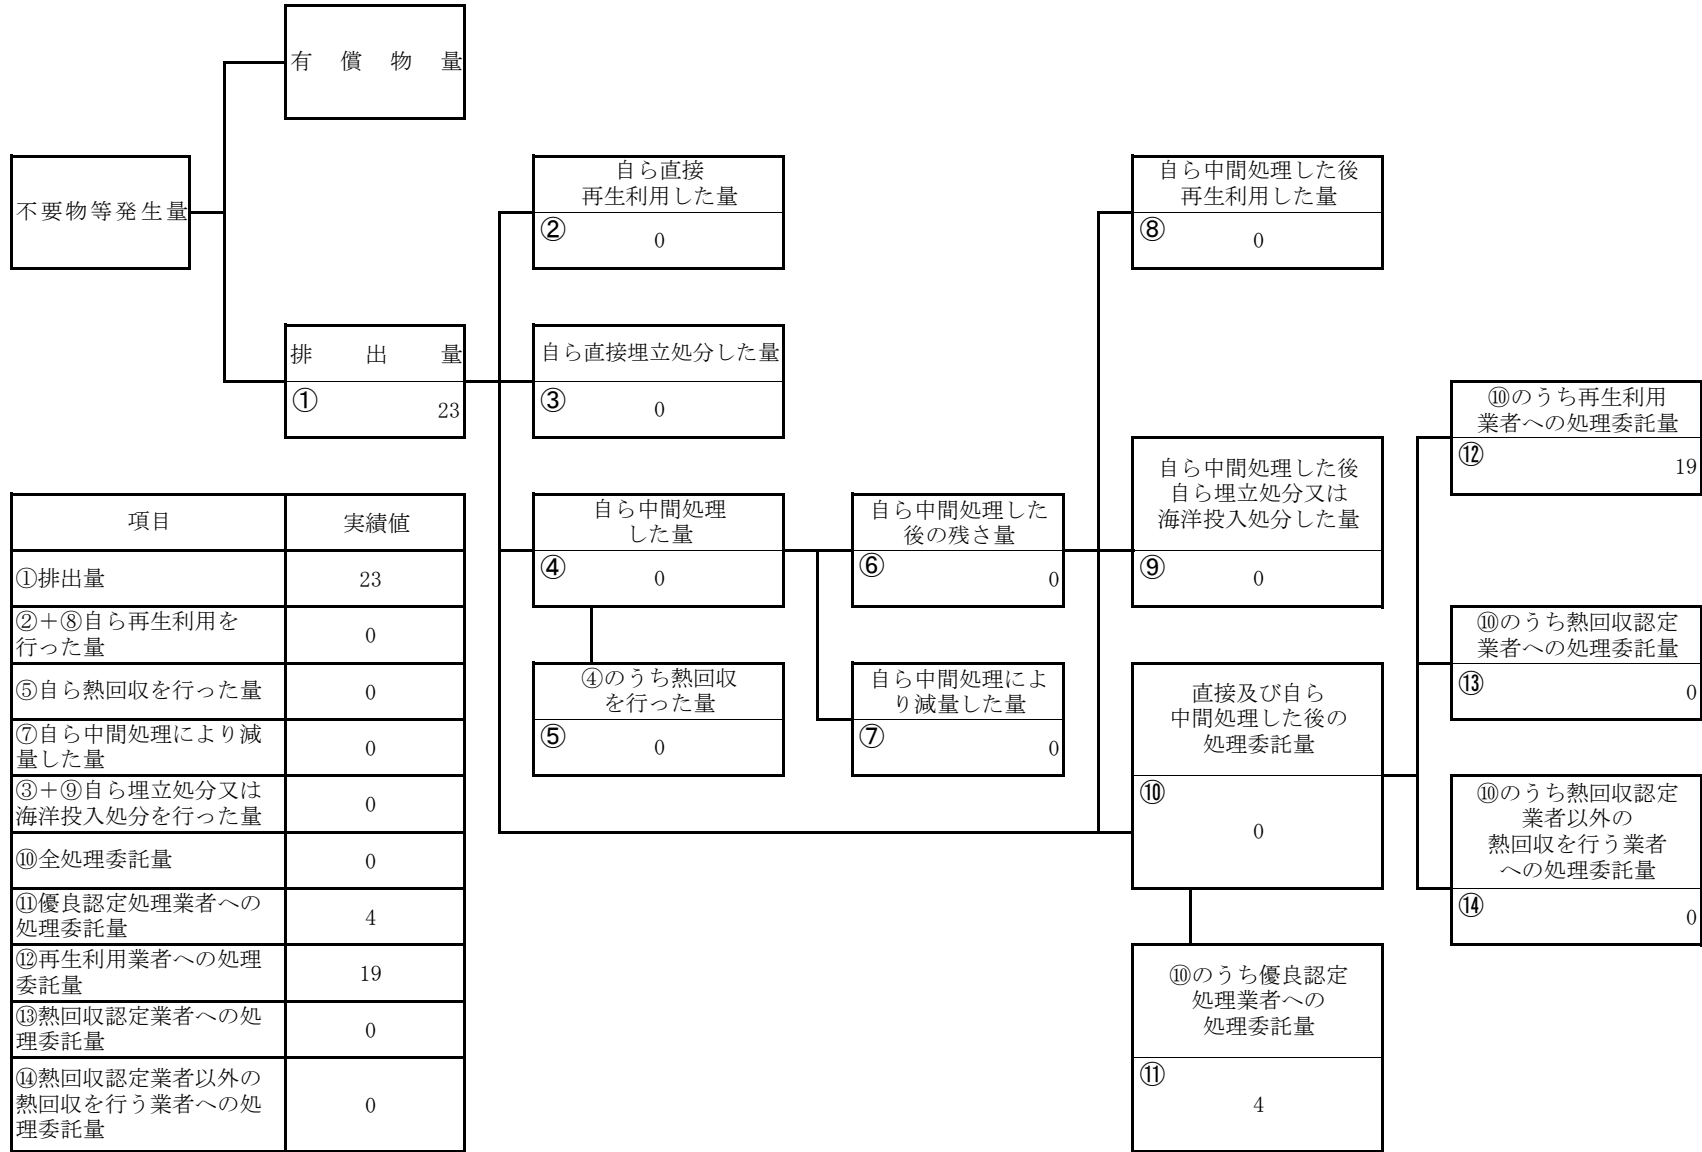 有償物量
不要物等発生量
排出量
①
23
自ら直接
再生利用した量
②
0
自ら直接埋立処分した量
③
0
自ら中間処理
した量
④
0
④のうち熱回収
を行った量
⑤
0
自ら中間処理した
後の残さ量
⑥
0
自ら中間処理によ
り減量した量
⑦
0
自ら中間処理した後
再生利用した量
⑧
0
自ら中間処理した後
自ら埋立処分又は
海洋投入処分した量
⑨
0
直接及び自ら
中間処理した後の
処理委託量
⑩
0
⑩のうち優良認定
処理業者への
処理委託量
⑪
4
⑩のうち再生利用
業者への処理委託量
⑫
19
⑩のうち熱回収認定
業者への処理委託量
⑬
0
⑩のうち熱回収認定
業者以外の
熱回収を行う業者
への処理委託量
⑭
0
項目 実績値
①排出量 23
②+⑧自ら再生利用を
行った量 0
⑤自ら熱回収を行った量 0
⑦自ら中間処理により減
量した量 0
③+⑨自ら埋立処分又は
海洋投入処分を行った量 0
⑩全処理委託量 0
⑪優良認定処理業者への
処理委託量 4
⑫再生利用業者への処理
委託量 19
⑬熱回収認定業者への処
理委託量 0
⑭熱回収認定業者以外の
熱回収を行う業者への処
理委託量 0